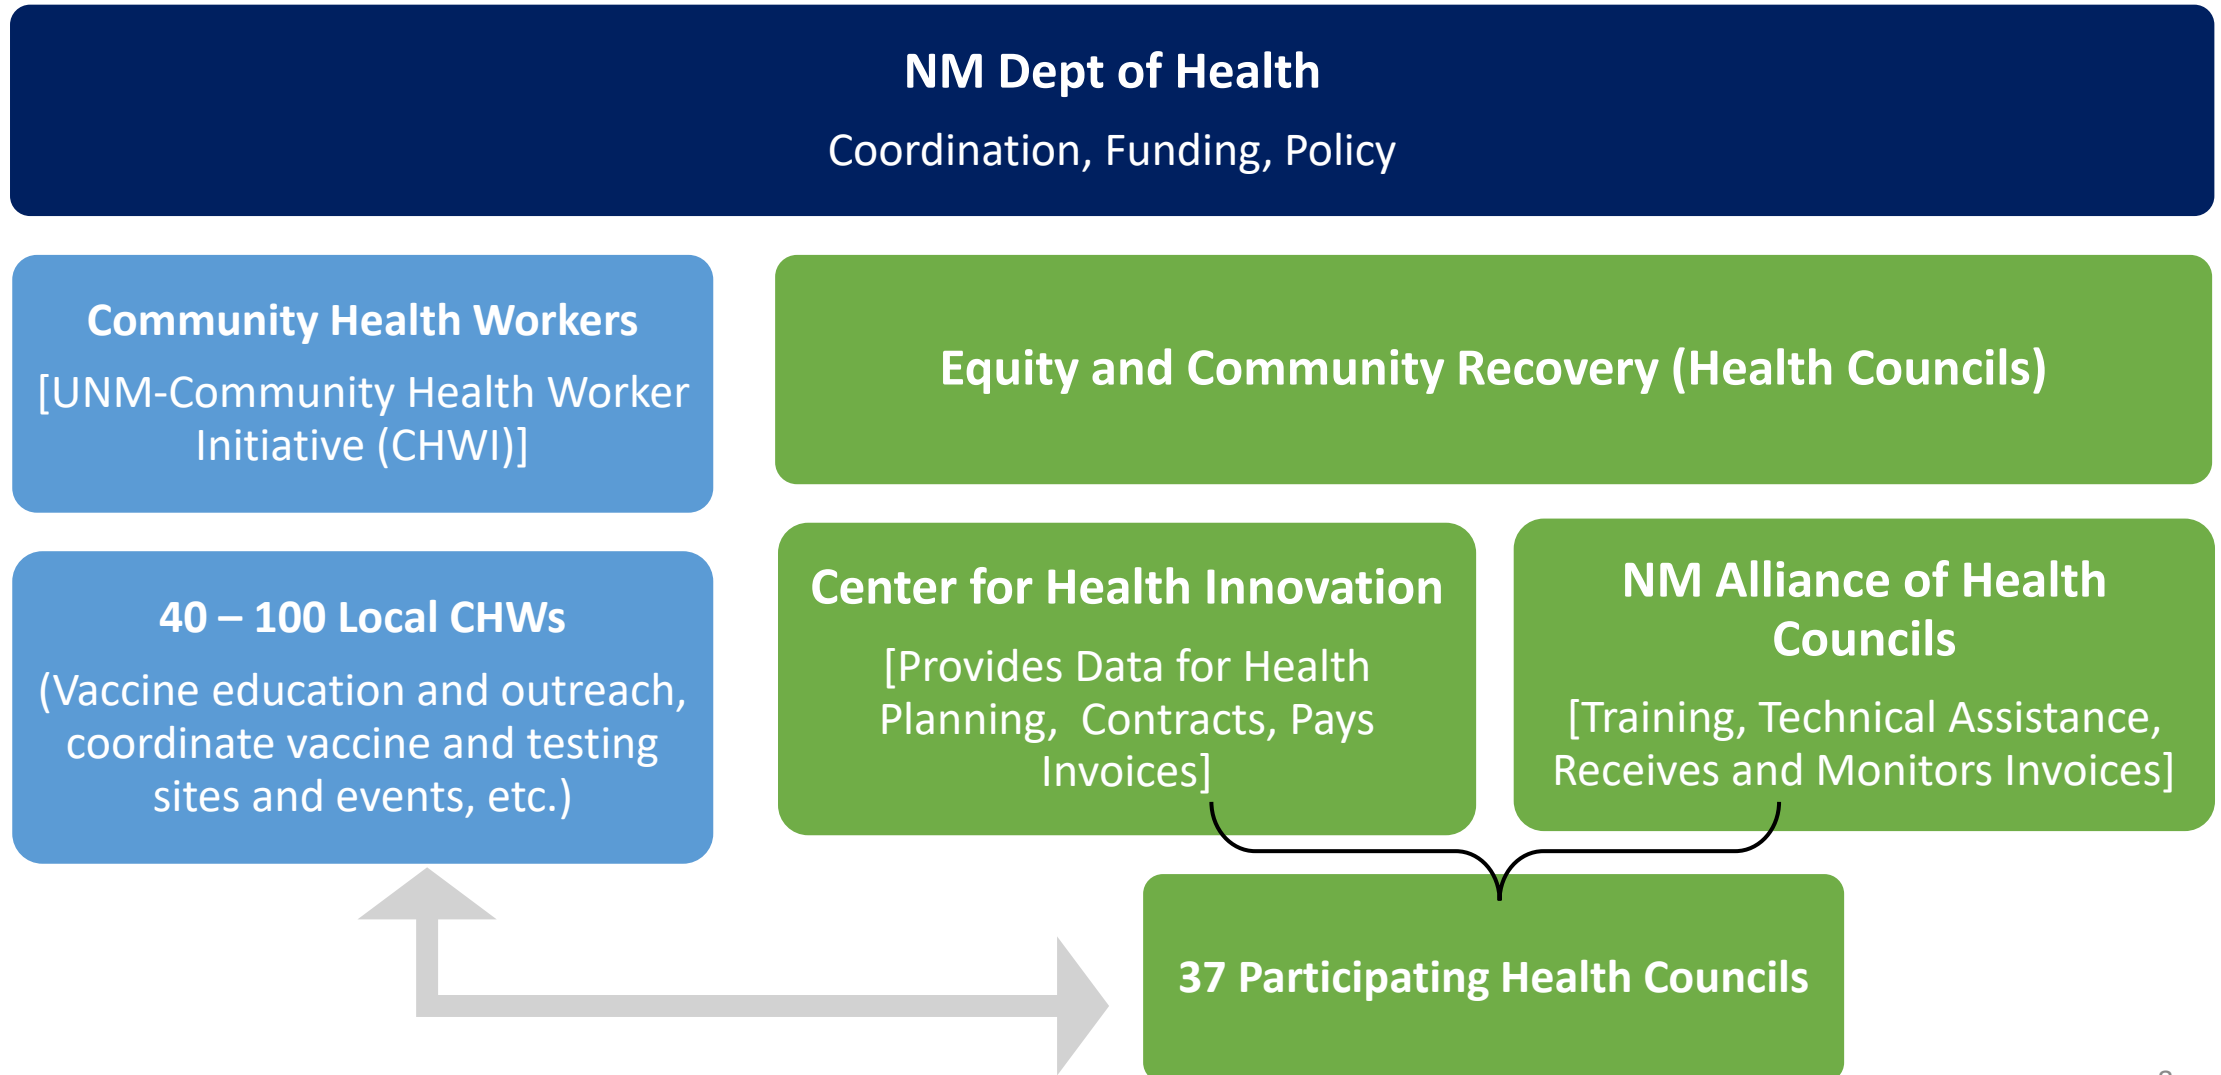 NM Dept of Health
Coordination, Funding, Policy
Community Health Workers
[UNM-Community Health Worker
Initiative (CHWI)]
Equity and Community Recovery (Health Councils)
40 – 100 Local CHWs
(Vaccine education and outreach,
coordinate vaccine and testing
sites and events, etc.)
Center for Health Innovation
[Provides Data for Health
Planning,  Contracts, Pays
Invoices]
NM Alliance of Health
Councils
[Training, Technical Assistance,
Receives and Monitors Invoices]
37 Participating Health Councils